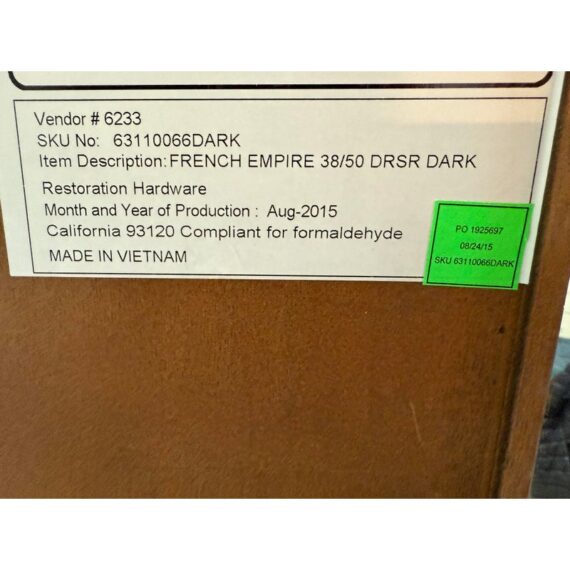 Vendor # 6233
SKU No: 63110066DARK
Item Description: FRENCH EMPIRE 38/50 DRSR DARK
Restoration Hardware
Month and Year of Production : Aug-2015
California 93120 Compliant for formaldehyde
MADE IN VIETNAM
PO 1925697
08/24/15
SKU 63110066DARK